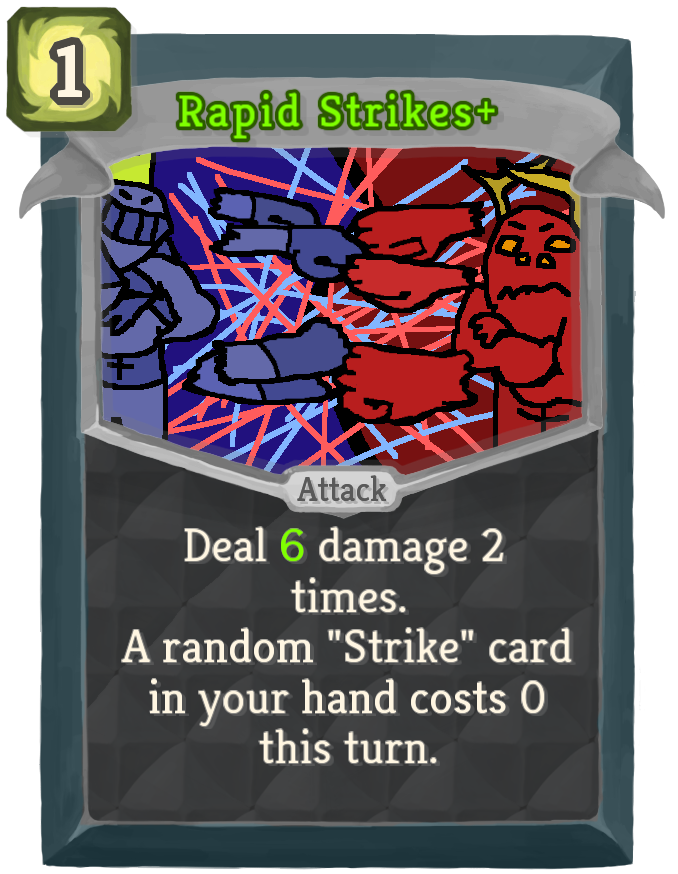 1
Rapid Strikes+
Attack
Deal 6 damage 2
times.
A random "Strike" card
in your hand costs 0
this turn.